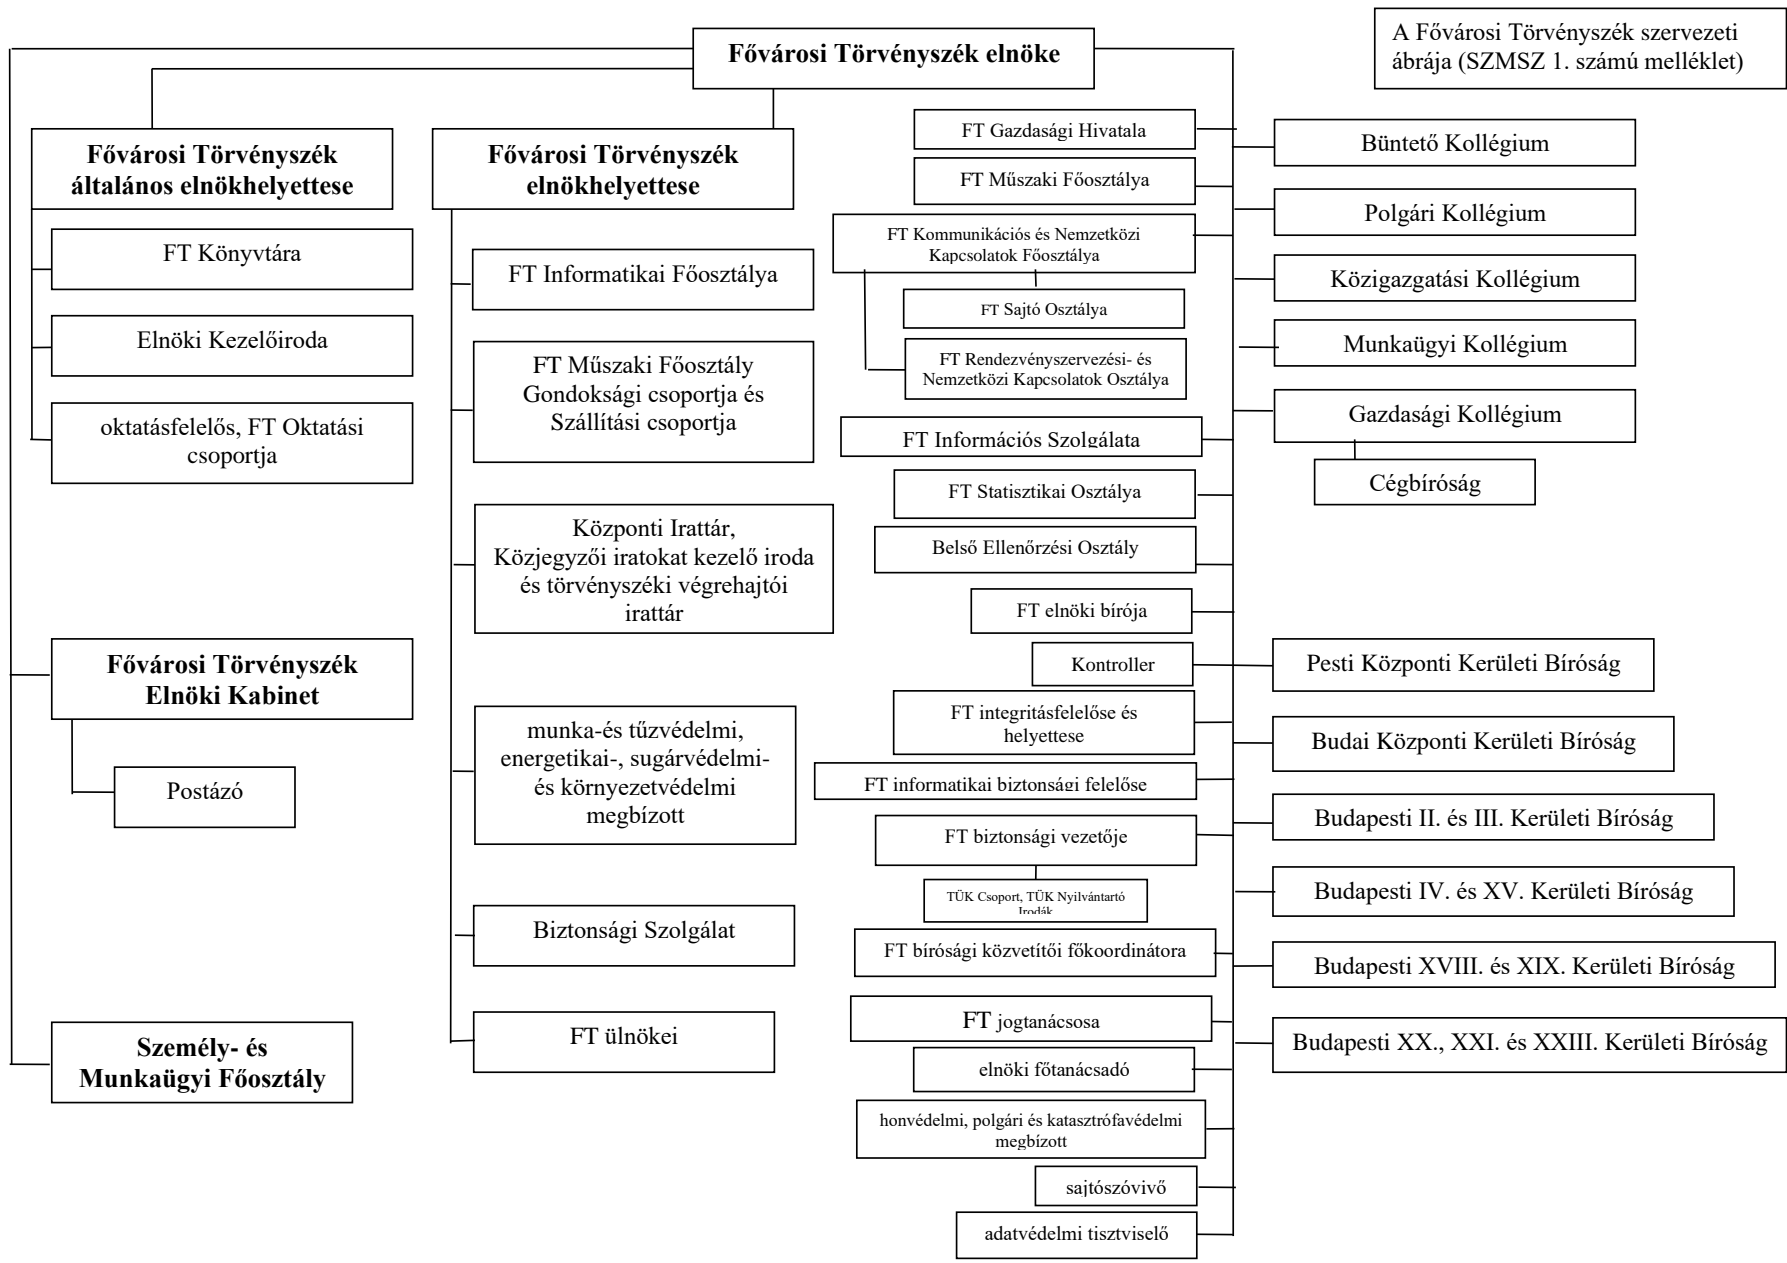 Fővárosi Törvényszék elnöke
A Fővárosi Törvényszék szervezeti
ábrája (SZMSZ 1. számú melléklet)
Fővárosi Törvényszék
általános elnökhelyettese
FT Könyvtára
Elnöki Kezelőiroda
oktatásfelelős, FT Oktatási
csoportja
Fővárosi Törvényszék
Elnöki Kabinet
Postázó
Személy- és
Munkaügyi Főosztály
Fővárosi Törvényszék
elnökhelyettese
FT Informatikai Főosztálya
FT Műszaki Főosztály
Gondoksági csoportja és
Szállítási csoportja
Központi Irattár,
Közjegyzői iratokat kezelő iroda
és törvényszéki végrehajtói
irattár
munka-és tűzvédelmi,
energetikai-, sugárvédelmi-
és környezetvédelmi
megbízott
Biztonsági Szolgálat
FT ülnökei
FT Gazdasági Hivatala
FT Műszaki Főosztálya
FT Kommunikációs és Nemzetközi
Kapcsolatok Főosztálya
FT Sajtó Osztálya
FT Rendezvényszervezési- és
Nemzetközi Kapcsolatok Osztálya
FT Információs Szolgálata
FT Statisztikai Osztálya
Belső Ellenőrzési Osztály
FT elnöki bírója
Kontroller
FT integritásfelelőse és
helyettese
FT informatikai biztonsági felelőse
FT biztonsági vezetője
TÜK Csoport, TÜK Nyilvántartó
Irodák
FT bírósági közvetítői főkoordinátora
FT jogtanácsosa
elnöki főtanácsadó
honvédelmi, polgári és katasztrófavédelmi
megbízott
sajtószóvivő
adatvédelmi tisztviselő
Büntető Kollégium
Polgári Kollégium
Közigazgatási Kollégium
Munkaügyi Kollégium
Gazdasági Kollégium
Cégbíróság
Pesti Központi Kerületi Bíróság
Budai Központi Kerületi Bíróság
Budapesti II. és III. Kerületi Bíróság
Budapesti IV. és XV. Kerületi Bíróság
Budapesti XVIII. és XIX. Kerületi Bíróság
Budapesti XX., XXI. és XXIII. Kerületi Bíróság